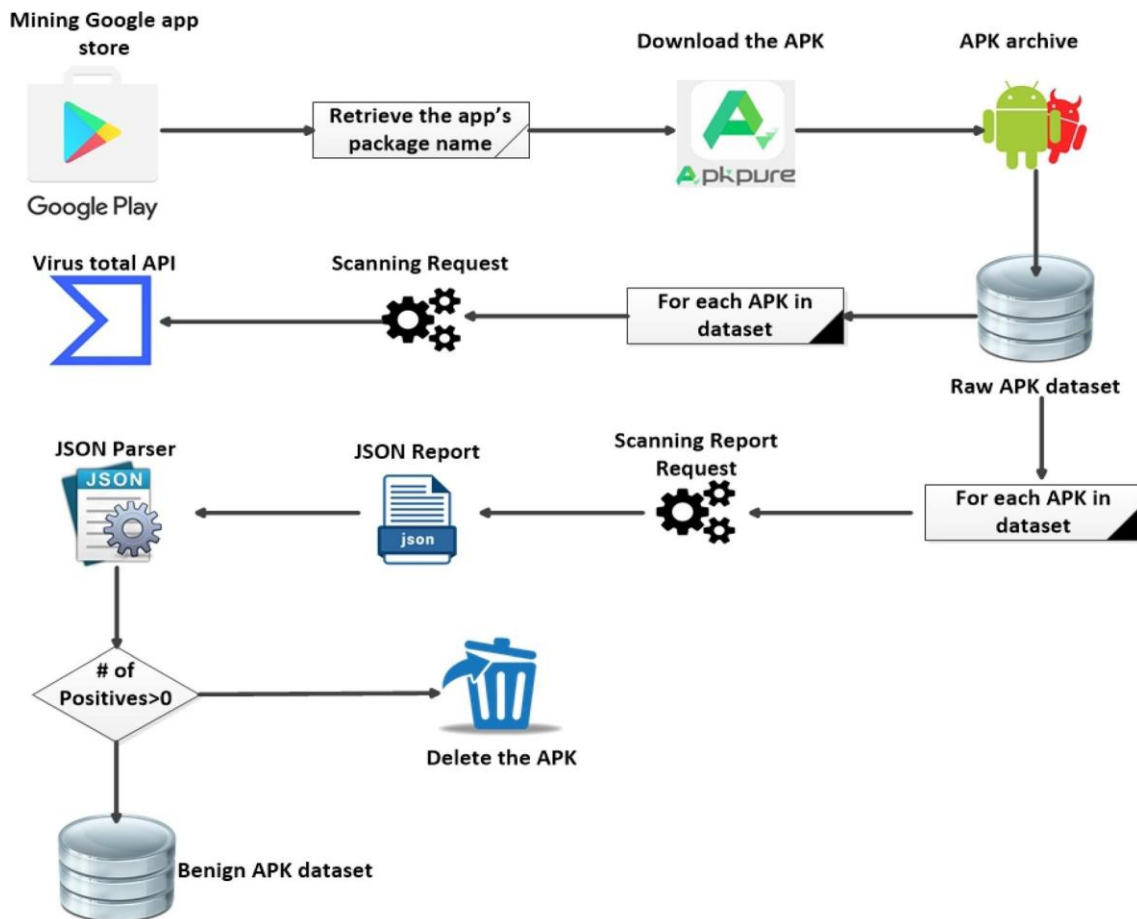 Mining Google app
store
Google Play
Retrieve the app's
package name
Download the APK
Apkpure
APK archive
Virus total API
Scanning Request
For each APK in
dataset
Raw APK dataset
JSON Parser
JSON
JSON Report
json
Scanning Report
Request
For each APK in
dataset
# of
Positives>0
Delete the APK
Benign APK dataset